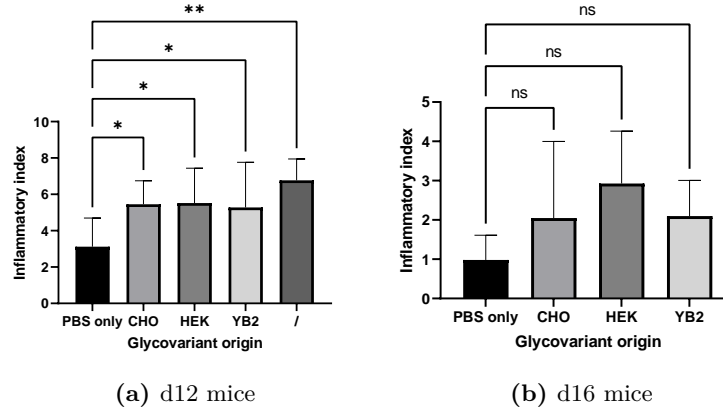 **
*
*
*
10
8
6
4
2
0
Inflammatory index
PBS only CHO HEK YB2 /
Glycovariant origin
(a) d12 mice
ns
ns
ns
5
4
3
2
1
0
Inflammatory index
PBS only CHO HEK YB2
Glycovariant origin
(b) d16 mice